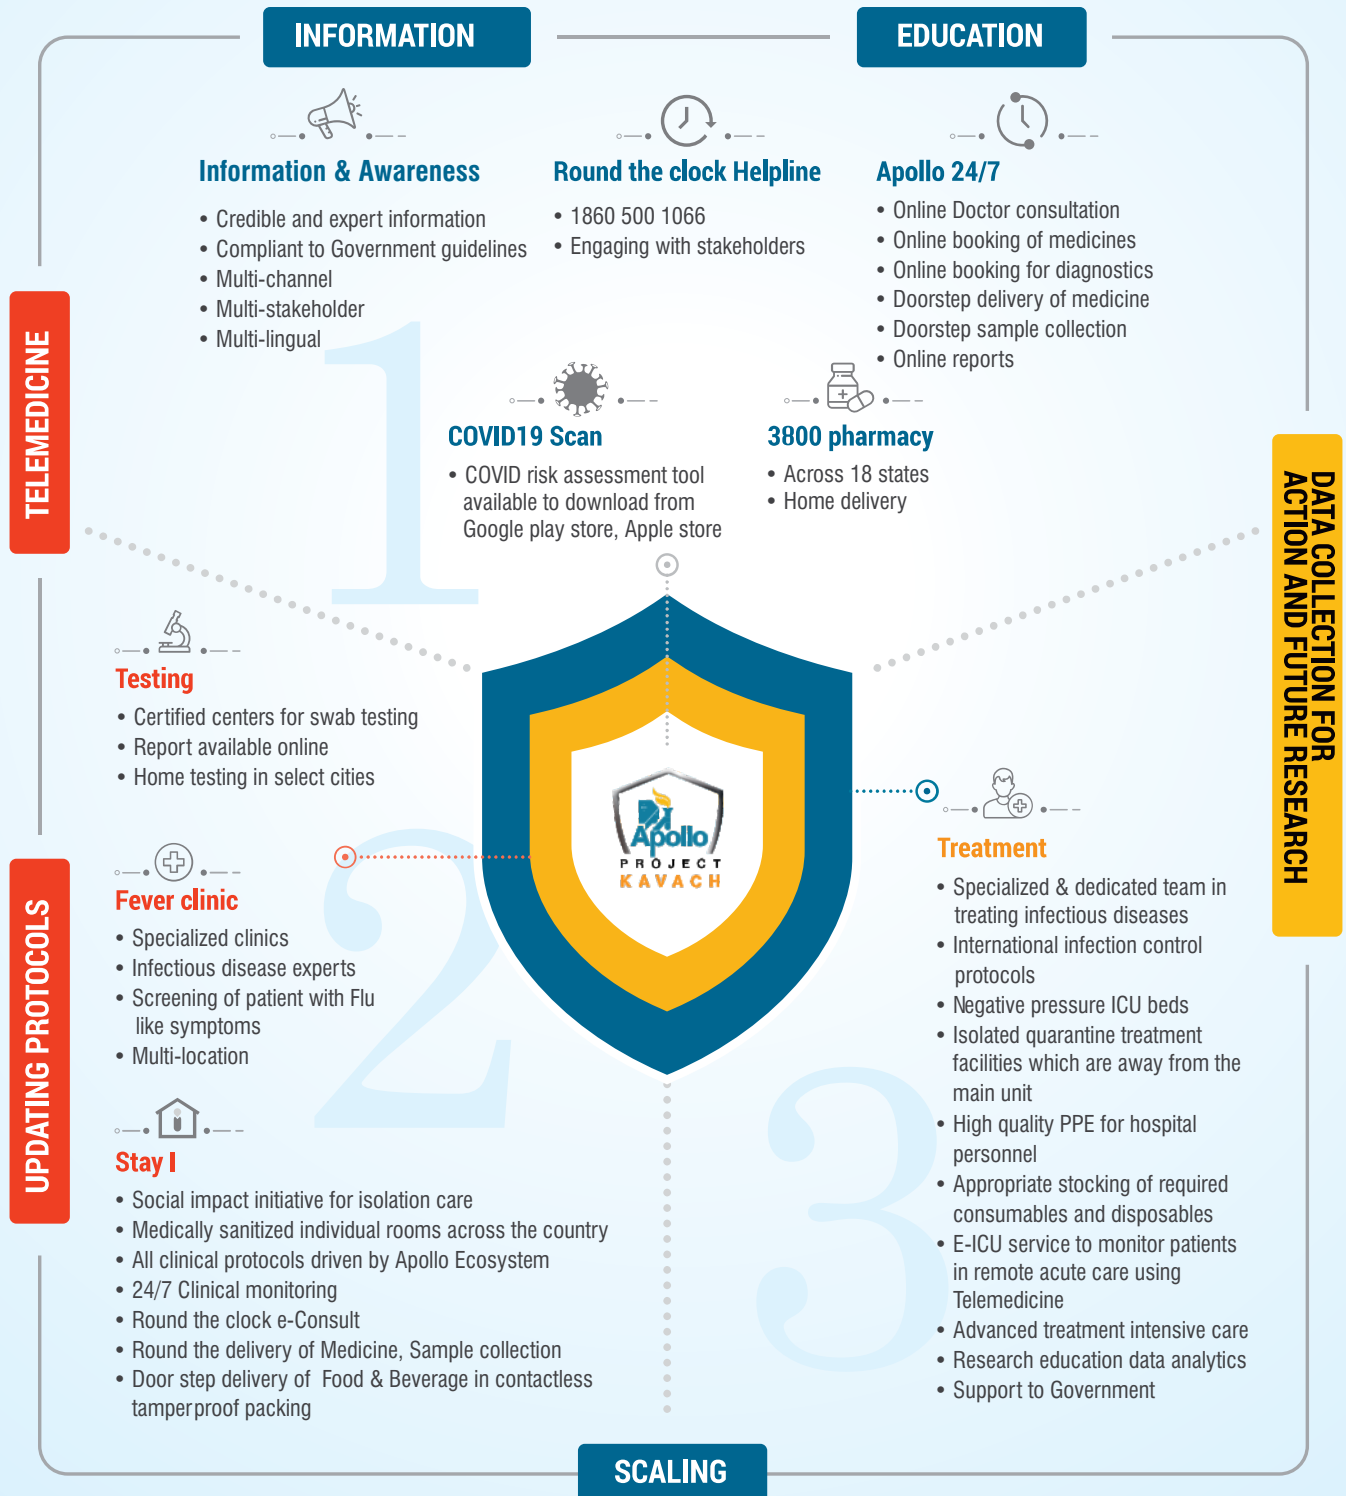 INFORMATION
EDUCATION
Information & Awareness
• Credible and expert information
• Compliant to Government guidelines
• Multi-channel
• Multi-stakeholder
• Multi-lingual
Round the clock Helpline
• 1860 500 1066
• Engaging with stakeholders
Apollo 24/7
• Online Doctor consultation
• Online booking of medicines
• Online booking for diagnostics
• Doorstep delivery of medicine
• Doorstep sample collection
• Online reports
1
COVID19 Scan
• COVID risk assessment tool
available to download from
Google play store, Apple store
3800 pharmacy
• Across 18 states
• Home delivery
TELEMEDICINE
DATA COLLECTION FOR
ACTION AND FUTURE RESEARCH
Testing
• Certified centers for swab testing
• Report available online
• Home testing in select cities
Apollo
PROJECT
KAVACH
UPDATING PROTOCOLS
2
Fever clinic
• Specialized clinics
• Infectious disease experts
• Screening of patient with Flu
like symptoms
• Multi-location
Stay I
• Social impact initiative for isolation care
• Medically sanitized individual rooms across the country
• All clinical protocols driven by Apollo Ecosystem
• 24/7 Clinical monitoring
• Round the clock e-Consult
• Round the delivery of Medicine, Sample collection
• Door step delivery of Food & Beverage in contactless
tamperproof packing
3
Treatment
• Specialized & dedicated team in
treating infectious diseases
• International infection control
protocols
• Negative pressure ICU beds
• Isolated quarantine treatment
facilities which are away from the
main unit
• High quality PPE for hospital
personnel
• Appropriate stocking of required
consumables and disposables
• E-ICU service to monitor patients
in remote acute care using
Telemedicine
• Advanced treatment intensive care
• Research education data analytics
• Support to Government
SCALING